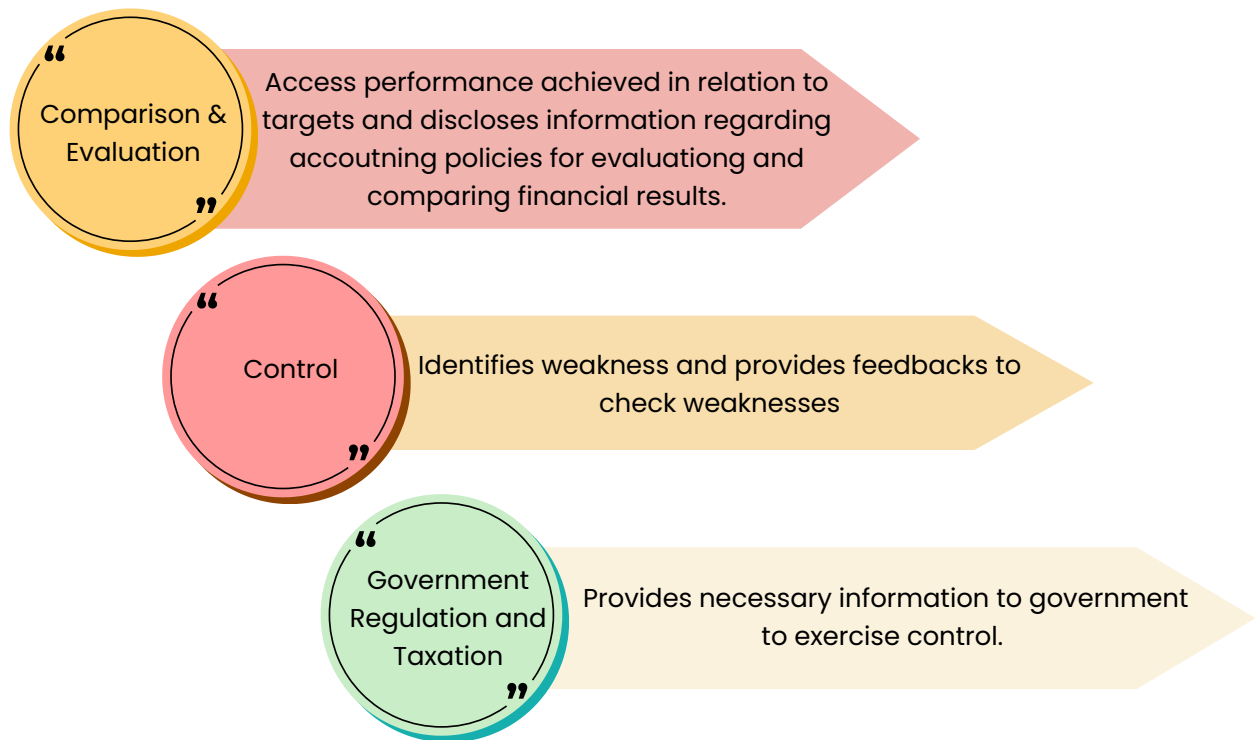 Comparison &
Evaluation
Access performance achieved in relation to
targets and discloses information regarding
accoutning policies for evaluationg and
comparing financial results.
Control
Identifies weakness and provides feedbacks to
check weaknesses
Government
Regulation and
Taxation
Provides necessary information to government
to exercise control.